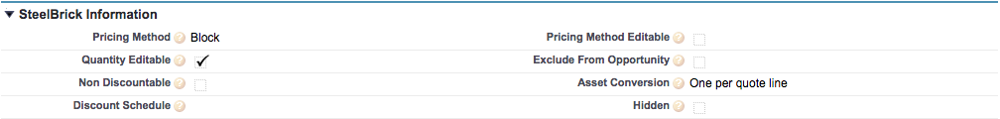 SteelBrick Information
Pricing Method ? Block Pricing Method Editable ?
Quantity Editable ? Exclude From Opportunity ?
Non Discountable ? Asset Conversion ? One per quote line
Discount Schedule ? Hidden ?